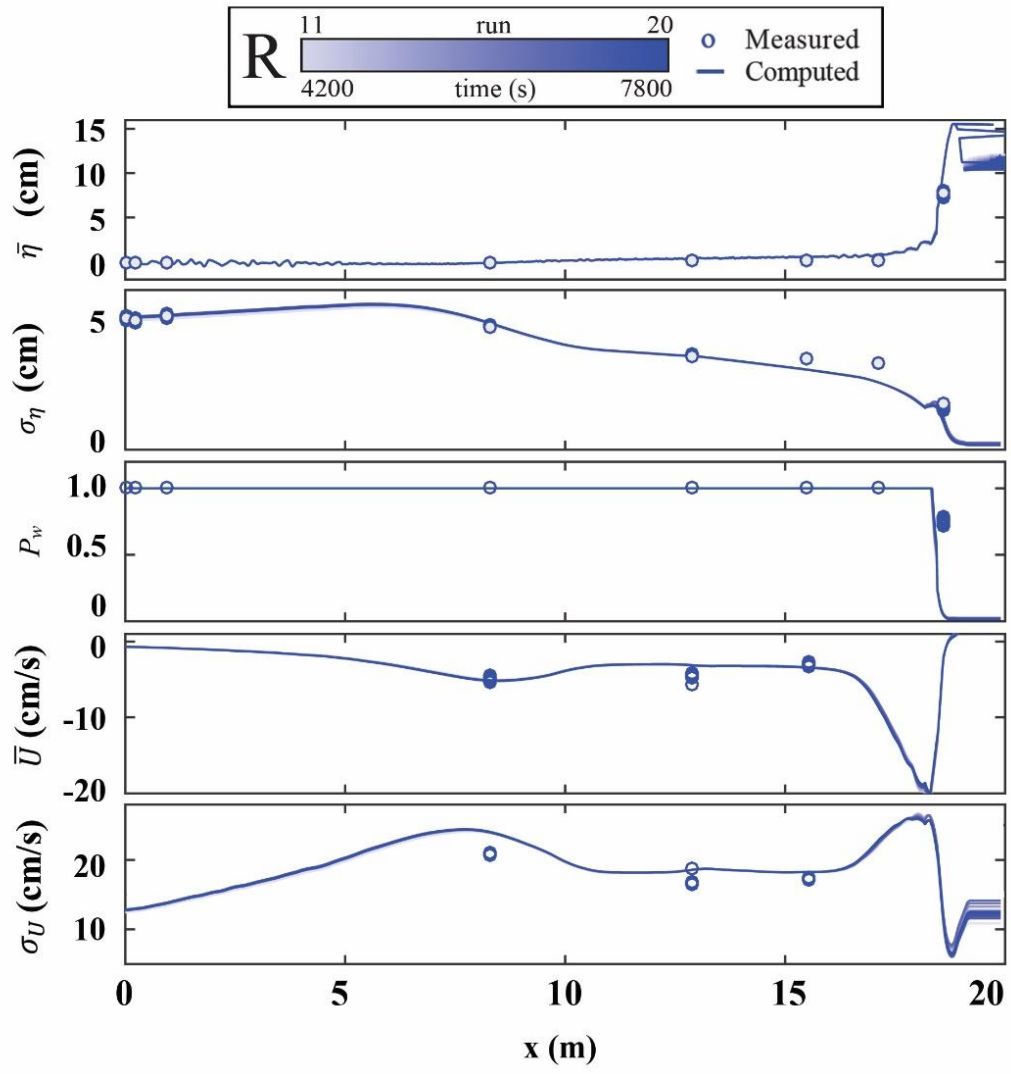 R
11 run 20
4200 time (s) 7800
Measured
Computed
15
10
5
0
η̄ (cm)
5
0
σ_η (cm)
1.0
0.5
0
P_w
0
-10
-20
U̅ (cm/s)
20
10
σ_U (cm/s)
0 5 10 15 20
x (m)